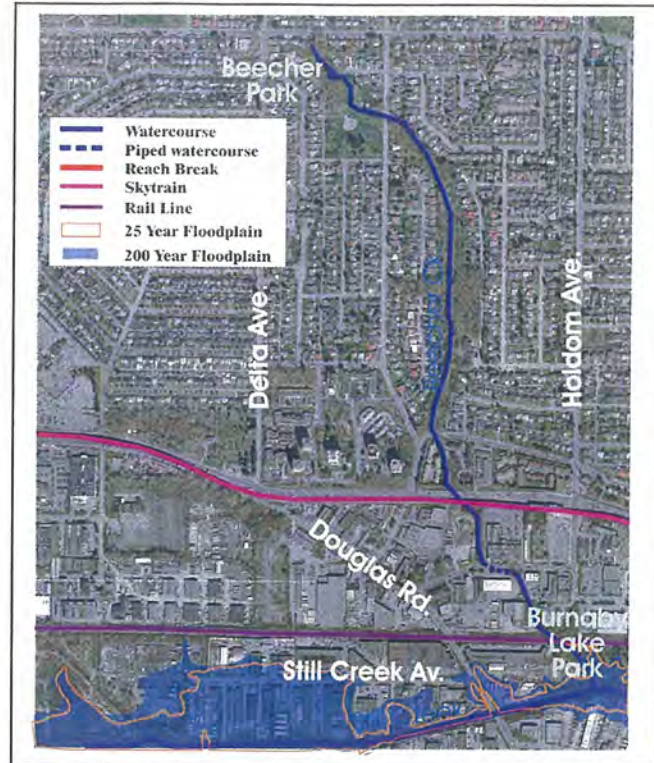 Beecher
Park
Watercourse
Piped watercourse
Reach Break
Skytrain
Rail Line
25 Year Floodplain
200 Year Floodplain
Delta Ave.
Holdom Ave.
Douglas Rd.
Burnaby
Lake
Park
Still Creek Av.